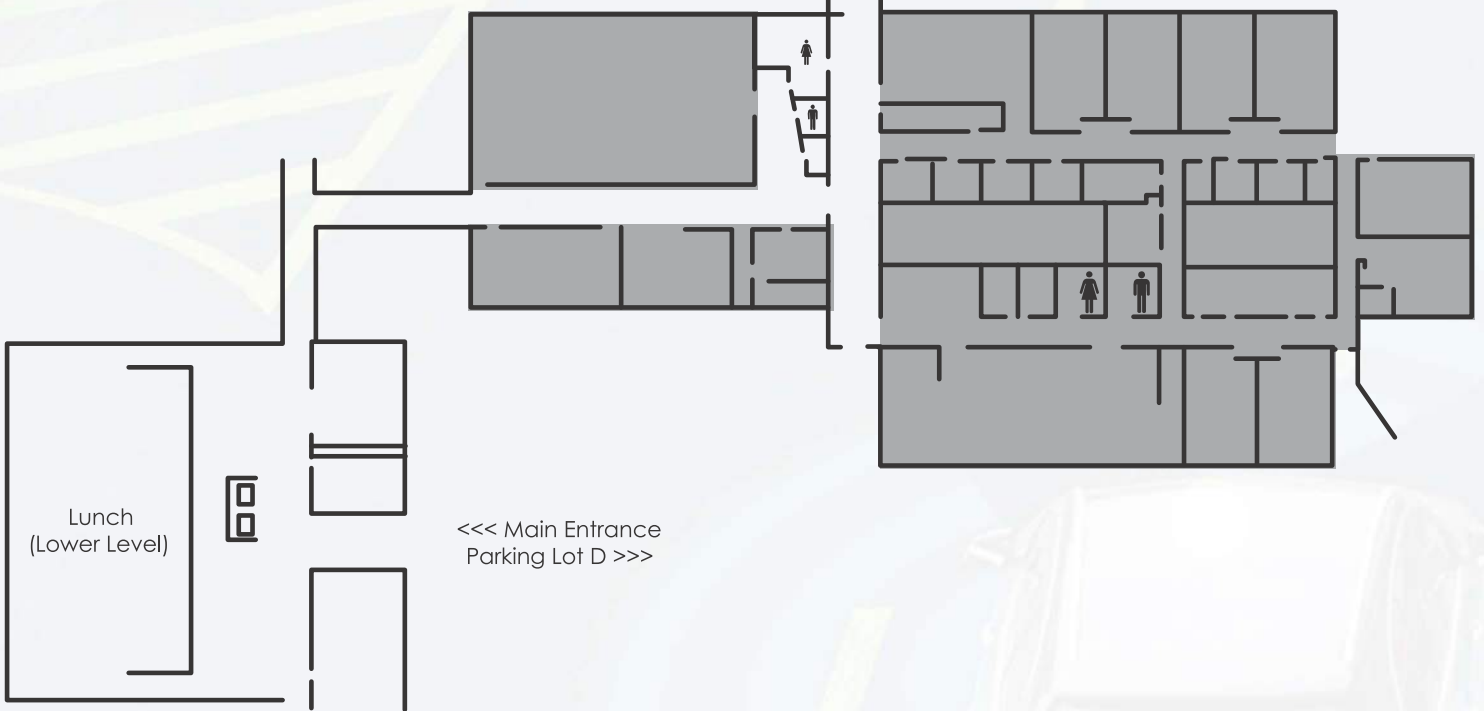 Lunch
(Lower Level)
<<< Main Entrance
Parking Lot D >>>